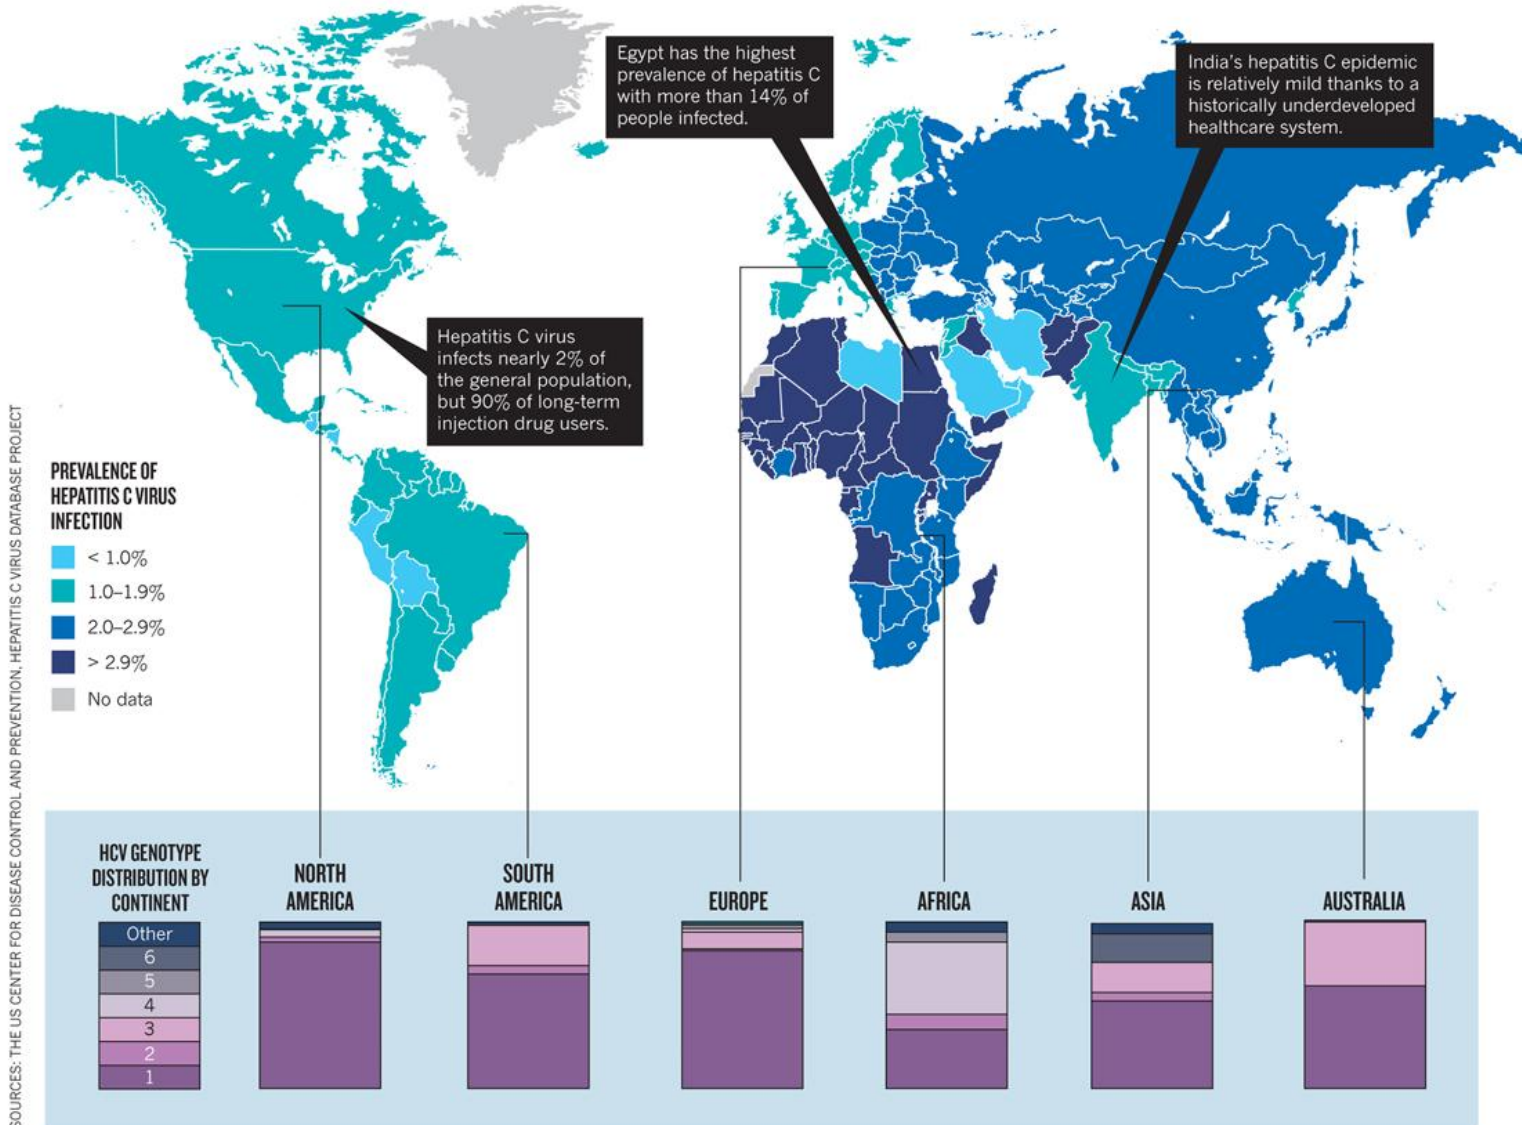 Egypt has the highest
prevalence of hepatitis C
with more than 14% of
people infected.
India's hepatitis C epidemic
is relatively mild thanks to a
historically underdeveloped
healthcare system.
Hepatitis C virus
infects nearly 2% of
the general population,
but 90% of long-term
injection drug users.
PREVALENCE OF
HEPATITIS C VIRUS
INFECTION
< 1.0%
1.0–1.9%
2.0–2.9%
> 2.9%
No data
SOURCES: THE US CENTER FOR DISEASE CONTROL AND PREVENTION, HEPATITIS C VIRUS DATABASE PROJECT
HCV GENOTYPE
DISTRIBUTION BY
CONTINENT
Other
6
5
4
3
2
1
NORTH
AMERICA
SOUTH
AMERICA
EUROPE
AFRICA
ASIA
AUSTRALIA